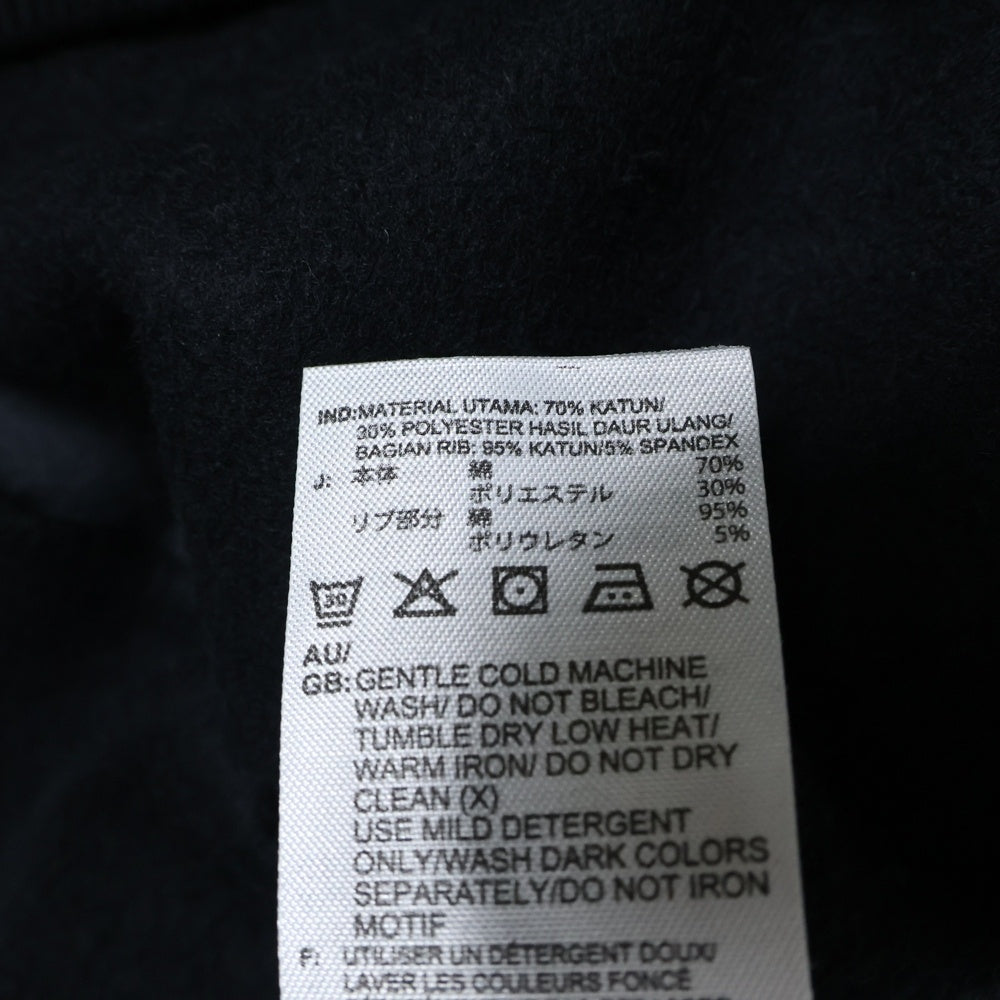 IND:MATERIAL UTAMA: 70% KATUN/
30% POLYESTER HASIL DAUR ULANG/
BAGIAN RIB: 95% KATUN/5% SPANDEX
J: 本体 綿 70%
ポリエステル 30%
リブ部分 綿 95%
ポリウレタン 5%
30
AU/
GB: GENTLE COLD MACHINE
WASH/ DO NOT BLEACH/
TUMBLE DRY LOW HEAT/
WARM IRON/ DO NOT DRY
CLEAN (X)
USE MILD DETERGENT
ONLY/WASH DARK COLORS
SEPARATELY/DO NOT IRON
MOTIF
F: UTILISER UN DÉTERGENT DOUX/
LAVER LES COULEURS FONCÉ